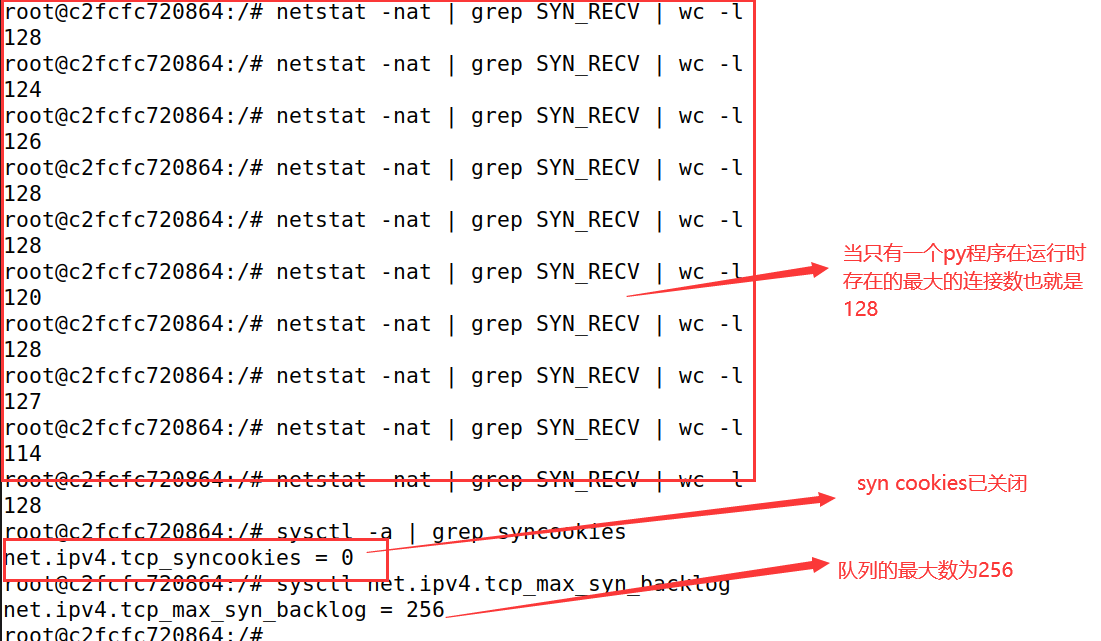 root@c2fcfc720864:/# netstat -nat | grep SYN_RECV | wc -l
128
root@c2fcfc720864:/# netstat -nat | grep SYN_RECV | wc -l
124
root@c2fcfc720864:/# netstat -nat | grep SYN_RECV | wc -l
126
root@c2fcfc720864:/# netstat -nat | grep SYN_RECV | wc -l
128
root@c2fcfc720864:/# netstat -nat | grep SYN_RECV | wc -l
128
root@c2fcfc720864:/# netstat -nat | grep SYN_RECV | wc -l
120
root@c2fcfc720864:/# netstat -nat | grep SYN_RECV | wc -l
128
root@c2fcfc720864:/# netstat -nat | grep SYN_RECV | wc -l
127
root@c2fcfc720864:/# netstat -nat | grep SYN_RECV | wc -l
114
root@c2fcfc720864:/# netstat -nat | grep SYN_RECV | wc -l
128
root@c2fcfc720864:/# sysctl -a | grep syncookies
net.ipv4.tcp_syncookies = 0
root@c2fcfc720864:/# sysctl net.ipv4.tcp_max_syn_backlog
net.ipv4.tcp_max_syn_backlog = 256
root@c2fcfc720864:/#
当只有一个py程序在运行时
存在的最大的连接数也就是
128
syn cookies已关闭
队列的最大数为256